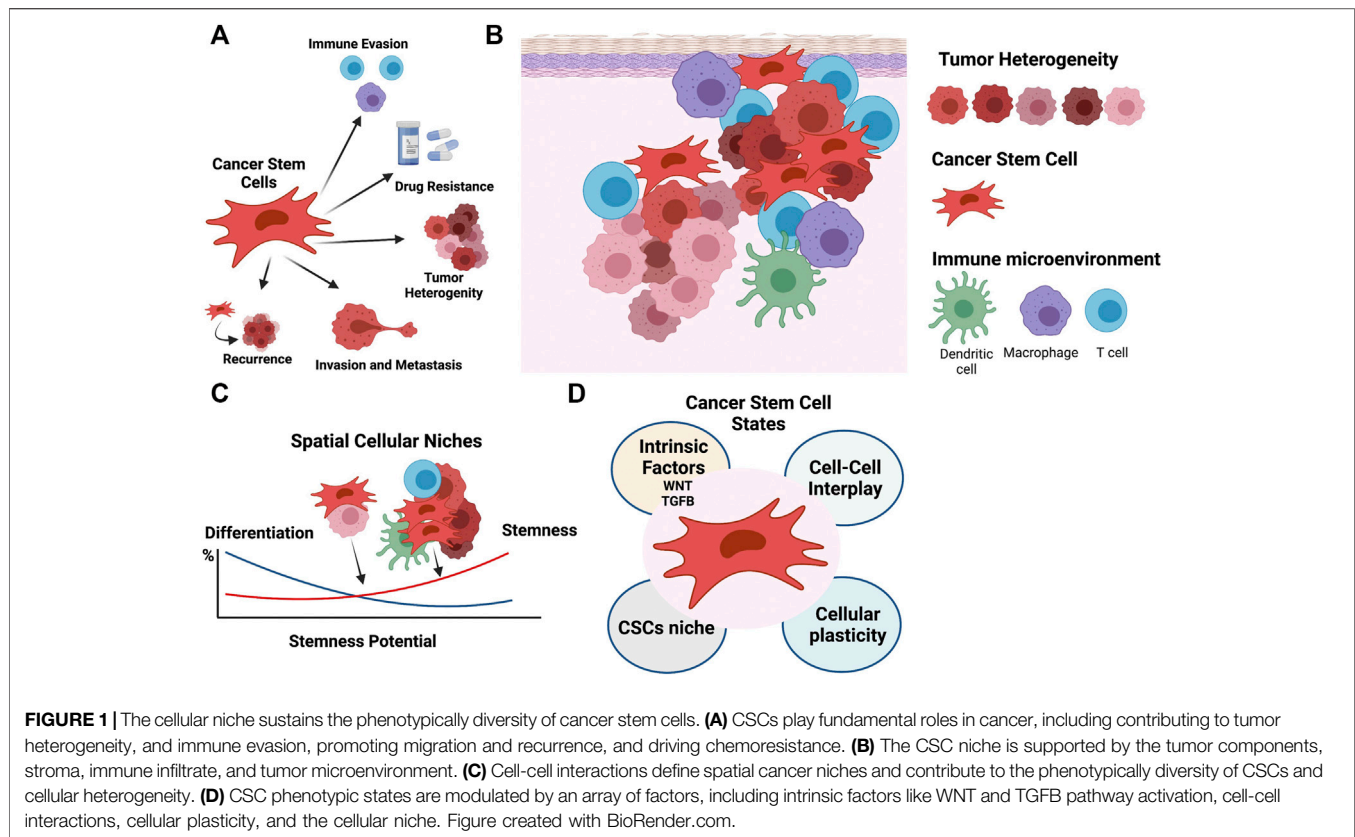 A
Immune Evasion
Cancer Stem
Cells
Drug Resistance
Tumor
Heterogenity
Recurrence
Invasion and Metastasis
B
Tumor Heterogeneity
Cancer Stem Cell
Immune microenvironment
Dendritic
cell
Macrophage
T cell
C
Spatial Cellular Niches
Differentiation
Stemness
%
Stemness Potential
D
Cancer Stem Cell
States
Intrinsic
Factors
WNT
TGFB
Cell-Cell
Interplay
CSCs niche
Cellular
plasticity
FIGURE 1 | The cellular niche sustains the phenotypically diversity of cancer stem cells. (A) CSCs play fundamental roles in cancer, including contributing to tumor
heterogeneity, and immune evasion, promoting migration and recurrence, and driving chemoresistance. (B) The CSC niche is supported by the tumor components,
stroma, immune infiltrate, and tumor microenvironment. (C) Cell-cell interactions define spatial cancer niches and contribute to the phenotypically diversity of CSCs and
cellular heterogeneity. (D) CSC phenotypic states are modulated by an array of factors, including intrinsic factors like WNT and TGFB pathway activation, cell-cell
interactions, cellular plasticity, and the cellular niche. Figure created with BioRender.com.